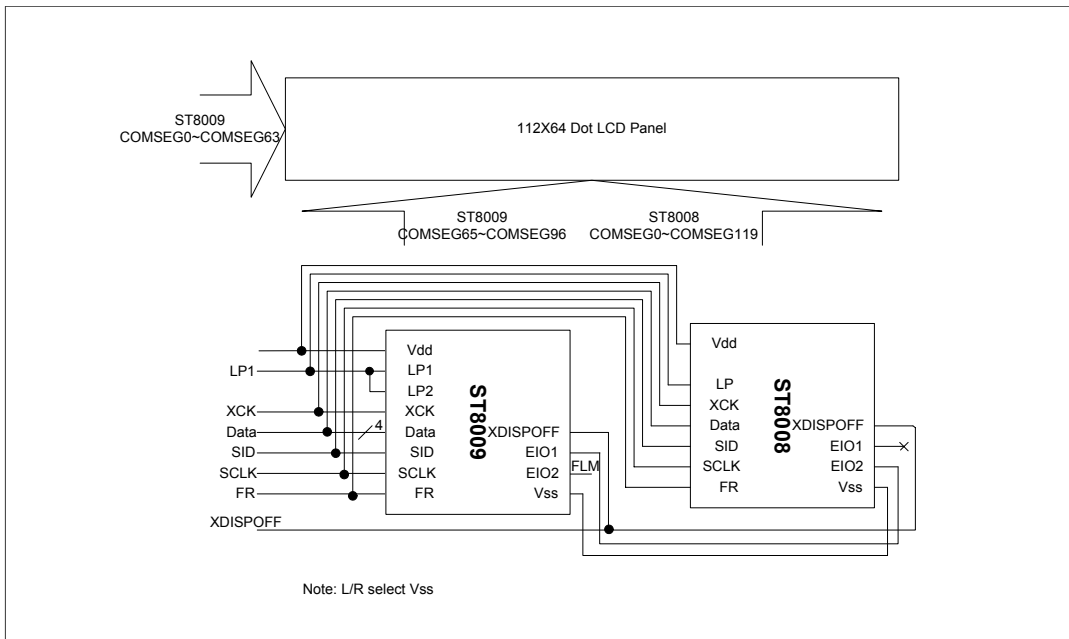 ST8009
COMSEG0~COMSEG63
112X64 Dot LCD Panel
ST8009
COMSEG65~COMSEG96
ST8008
COMSEG0~COMSEG119
LP1
XCK
Data
SID
SCLK
FR
XDISPOFF
Vdd
LP1
LP2
XCK
4
Data
SID
SCLK
FR
ST8009
XDISPOFF
EIO1
EIO2
FLM
Vss
Vdd
LP
XCK
Data
SID
SCLK
FR
ST8008
XDISPOFF
EIO1
EIO2
Vss
Note: L/R select Vss